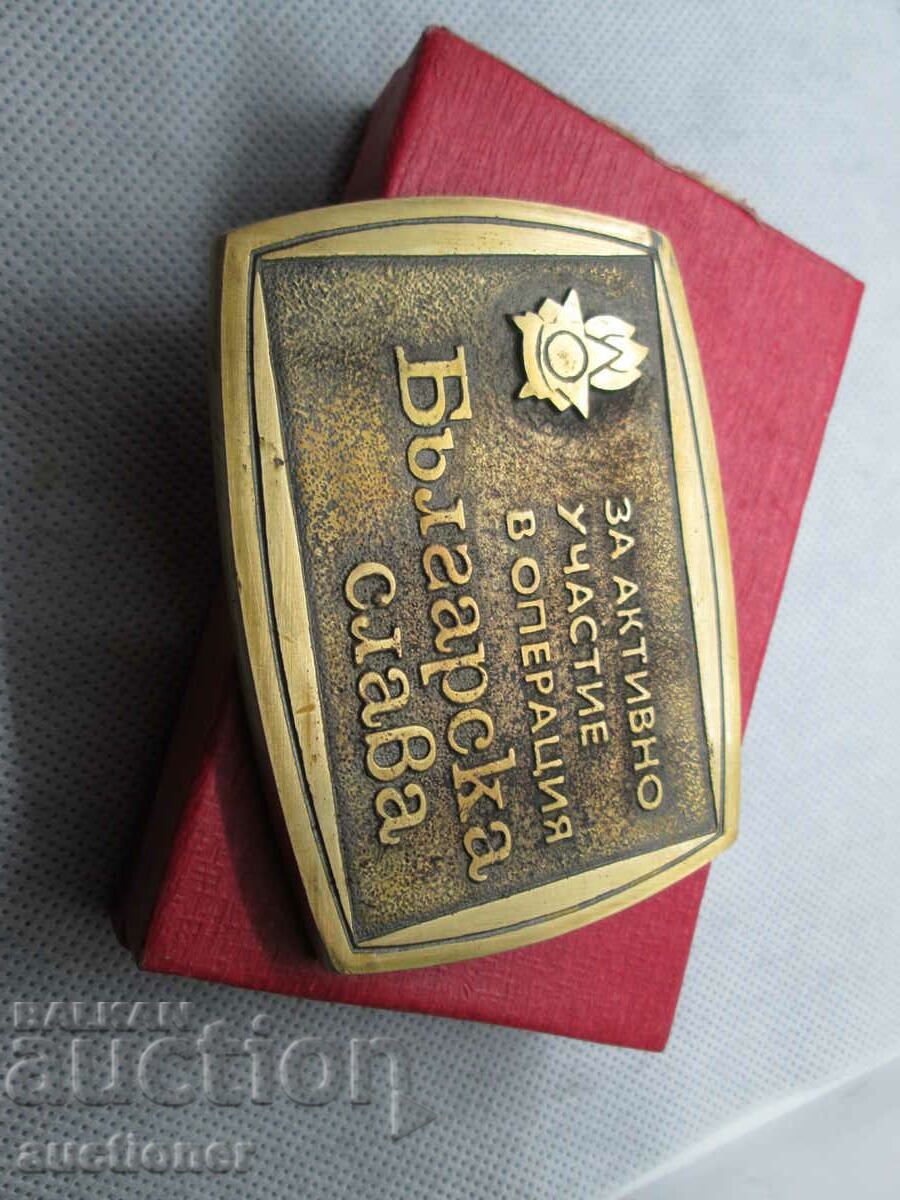 ЗА АКТИВНО
УЧАСТИЕ
В ОПЕРАЦИЯ
Българска
слава
BALKAN
auction
auctioner